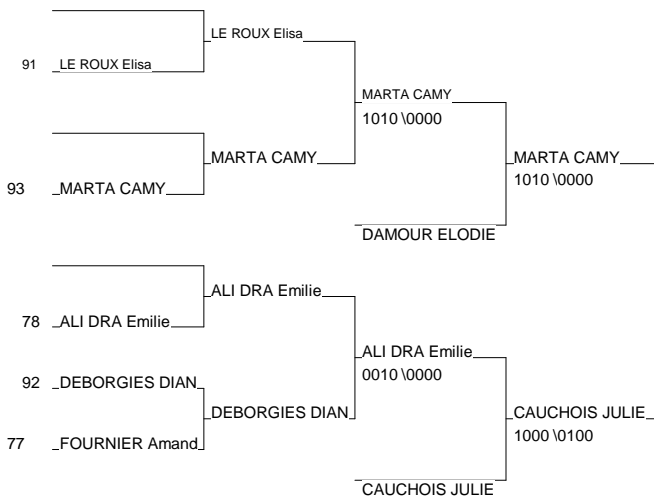 LE ROUX Elisa
91 LE ROUX Elisa
MARTA CAMY
1010 \0000
MARTA CAMY
MARTA CAMY
1010 \0000
93 MARTA CAMY
DAMOUR ELODIE
ALI DRA Emilie
78 ALI DRA Emilie
ALI DRA Emilie
0010 \0000
92 DEBORGIES DIAN
DEBORGIES DIAN
CAUCHOIS JULIE
1000 \0100
77 FOURNIER Amand
CAUCHOIS JULIE